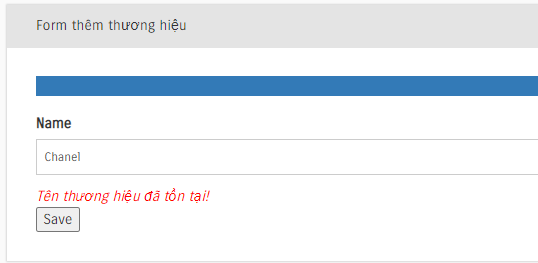 Form thêm thương hiệu
Name
Chanel
Tên thương hiệu đã tồn tại!
Save